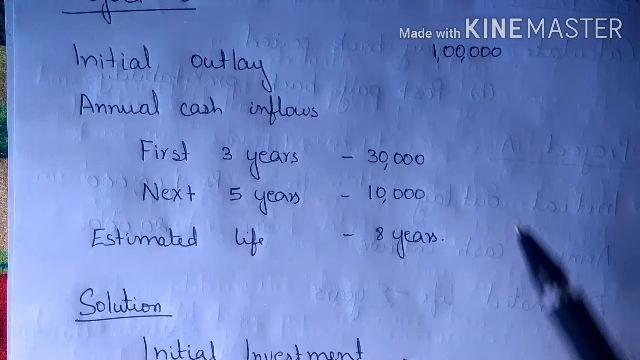 Made with KINEMASTER
Initial outlay 1,00,000
Annual cash inflows
First 3 years - 30,000
Next 5 years - 10,000
Estimated life - 8 years.
Solution
Initial Investment